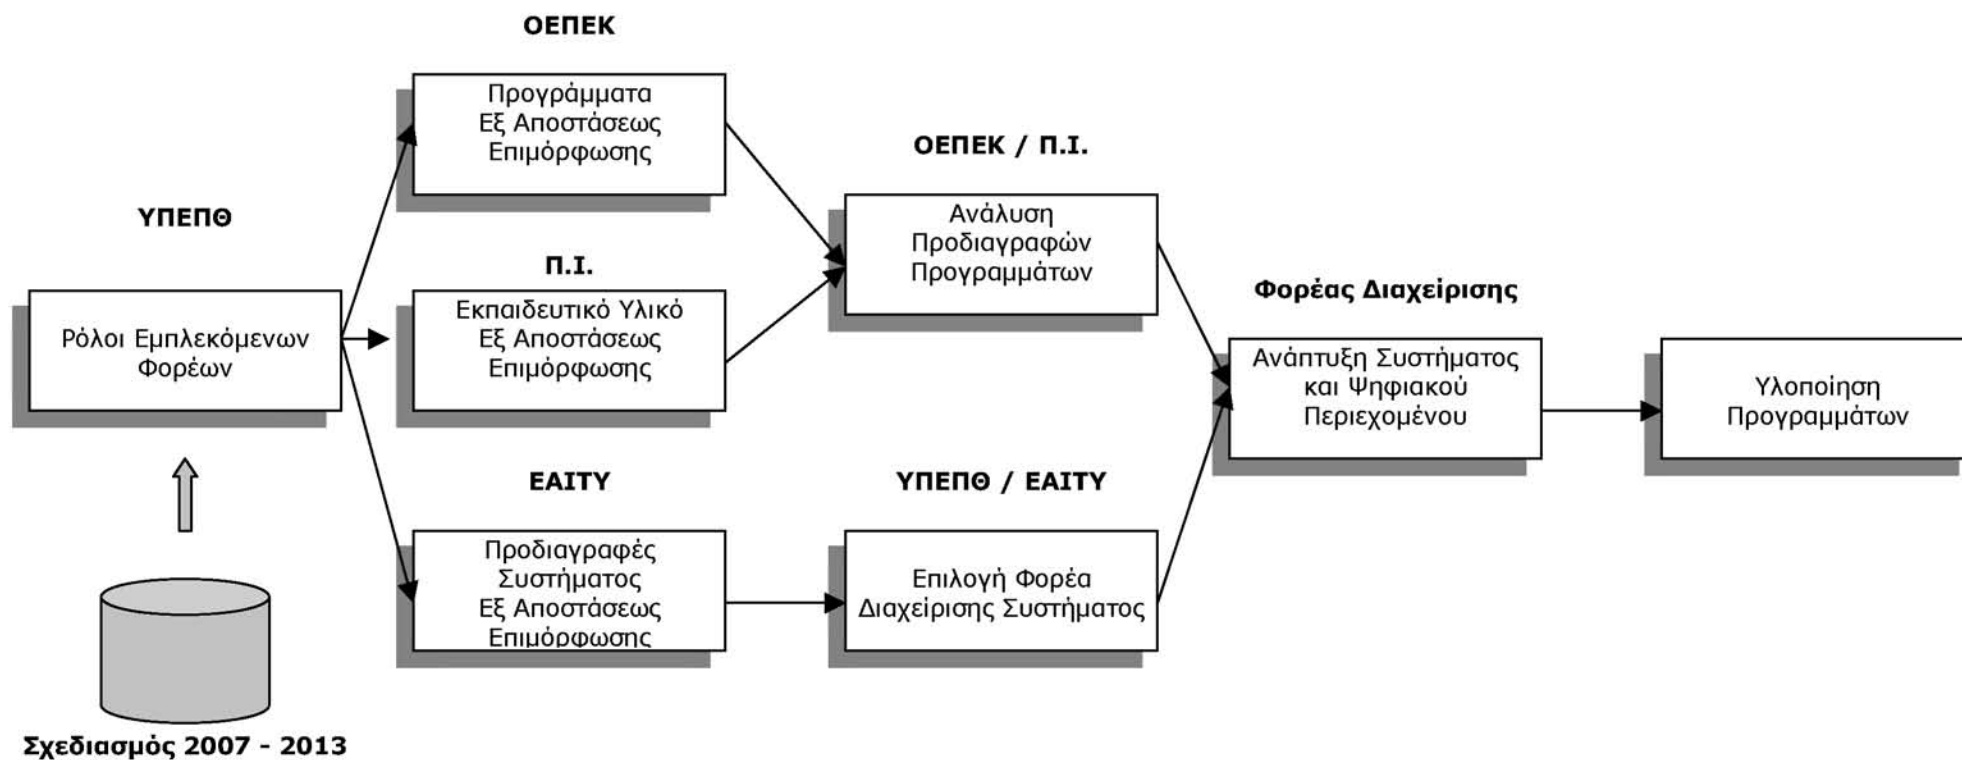 ΟΕΠΕΚ
Προγράμματα
Εξ Αποστάσεως
Επιμόρφωσης
ΟΕΠΕΚ / Π.Ι.
Ανάλυση
Προδιαγραφών
Προγραμμάτων
ΥΠΕΠΘ
Ρόλοι Εμπλεκόμενων
Φορέων
Π.Ι.
Εκπαιδευτικό Υλικό
Εξ Αποστάσεως
Επιμόρφωσης
Φορέας Διαχείρισης
Ανάπτυξη Συστήματος
και Ψηφιακού
Περιεχομένου
Υλοποίηση
Προγραμμάτων
ΕΑΙΤΥ
Προδιαγραφές
Συστήματος
Εξ Αποστάσεως
Επιμόρφωσης
ΥΠΕΠΘ / ΕΑΙΤΥ
Επιλογή Φορέα
Διαχείρισης Συστήματος
Σχεδιασμός 2007 - 2013